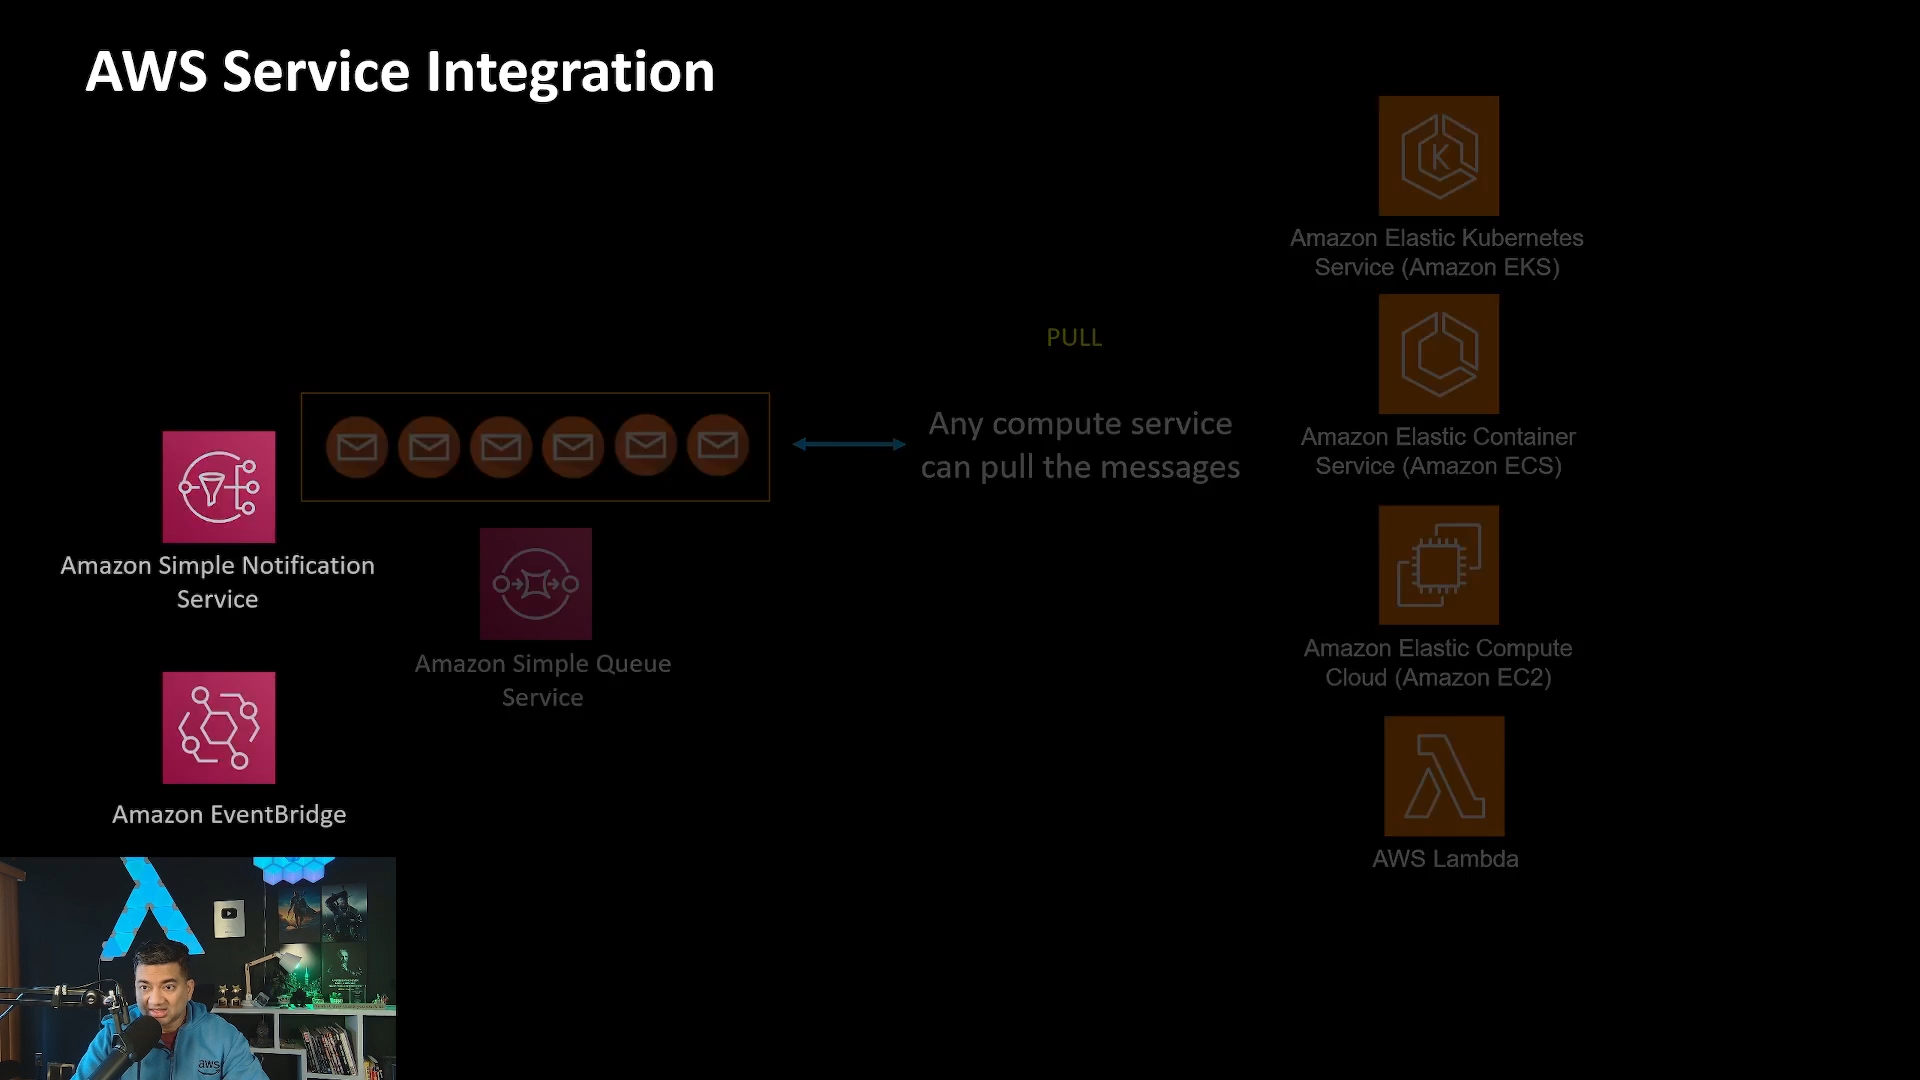 AWS Service Integration
K
Amazon Elastic Kubernetes
Service (Amazon EKS)
PULL
Any compute service
can pull the messages
Amazon Elastic Container
Service (Amazon ECS)
Amazon Simple Notification
Service
Amazon Simple Queue
Service
Amazon Elastic Compute
Cloud (Amazon EC2)
Amazon EventBridge
AWS Lambda
aws